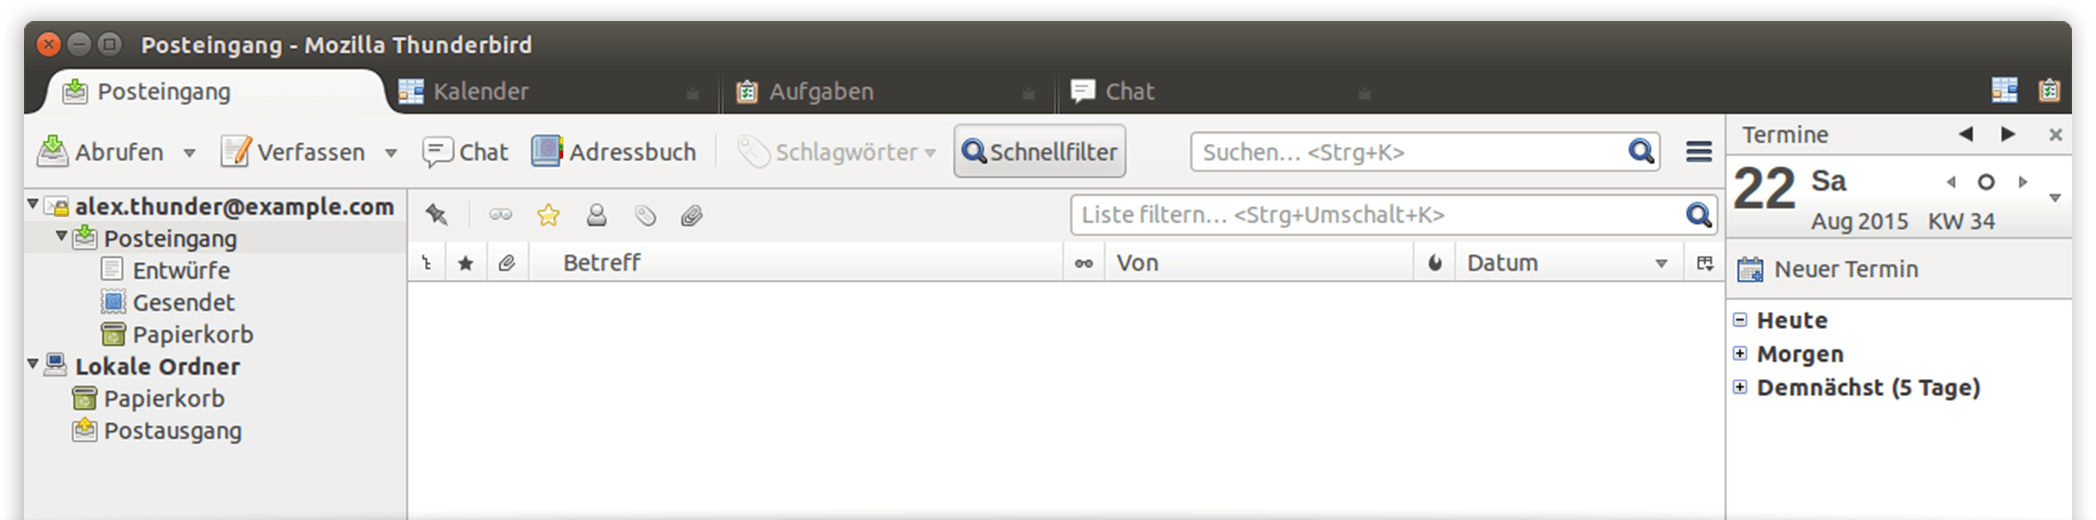 Posteingang - Mozilla Thunderbird
Posteingang Kalender Aufgaben Chat
Abrufen Verfassen Chat Adressbuch Schlagwörter Schnellfilter Suchen... <Strg+K>
Termine
22 Sa
Aug 2015 KW 34
Neuer Termin
Heute
Morgen
Demnächst (5 Tage)
alex.thunder@example.com
Posteingang
Entwürfe
Gesendet
Papierkorb
Lokale Ordner
Papierkorb
Postausgang
Liste filtern... <Strg+Umschalt+K>
Betreff Von Datum